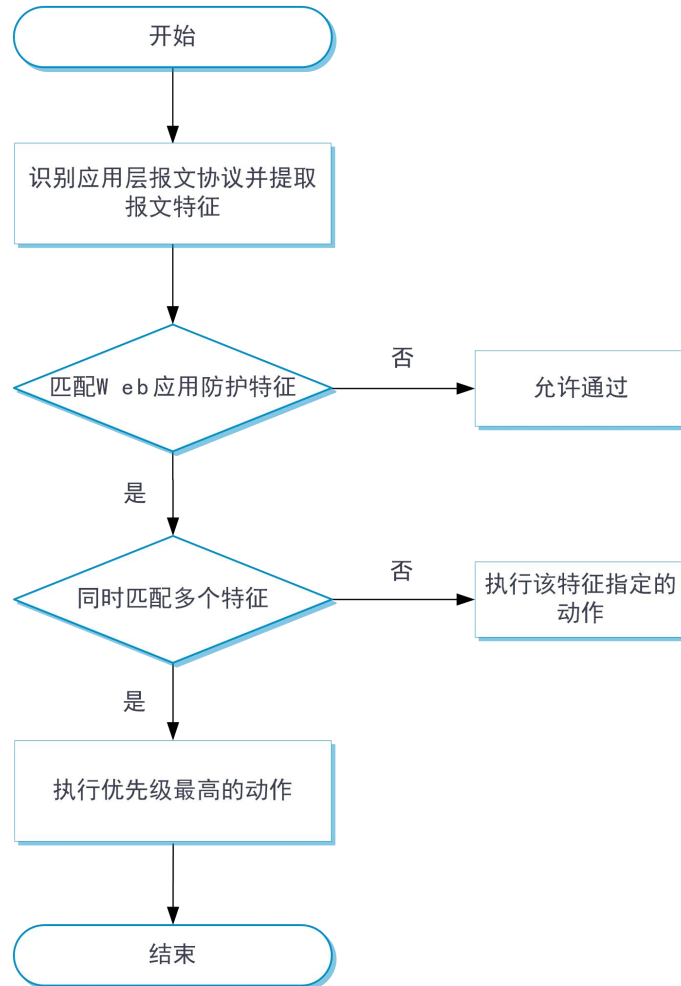 开始
识别应用层报文协议并提取
报文特征
匹配Web应用防护特征
否
允许通过
是
同时匹配多个特征
否
执行该特征指定的
动作
是
执行优先级最高的动作
结束